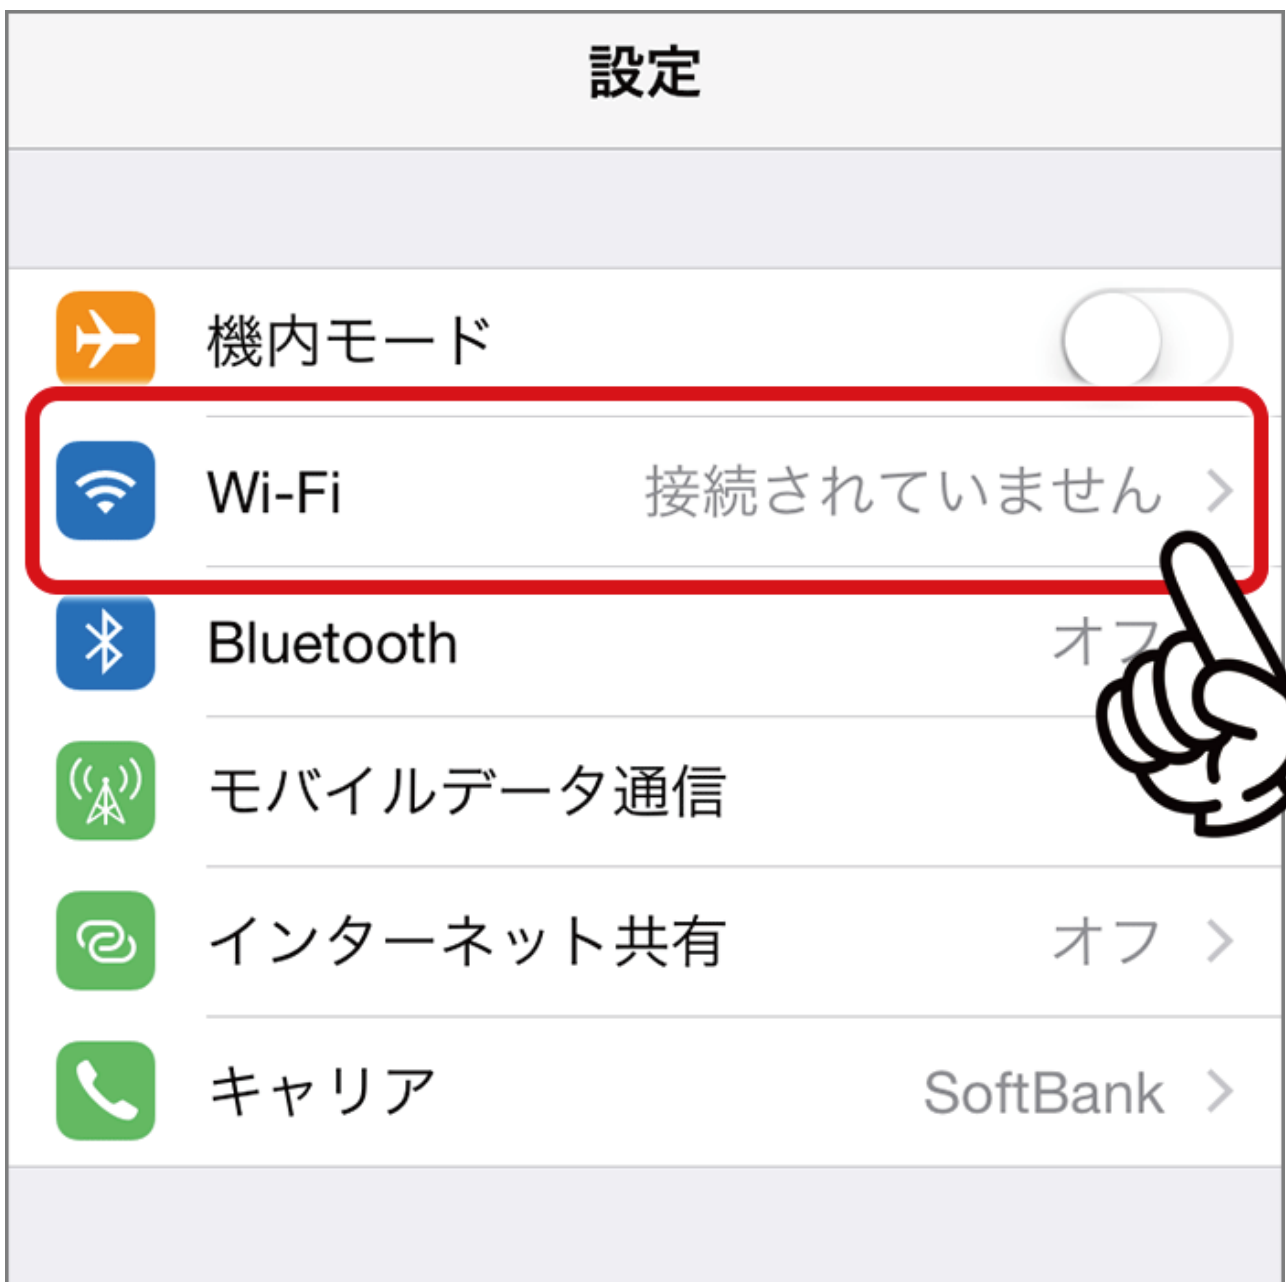 設定
機内モード
Wi-Fi 接続されていません
Bluetooth オフ
モバイルデータ通信
インターネット共有 オフ
キャリア SoftBank